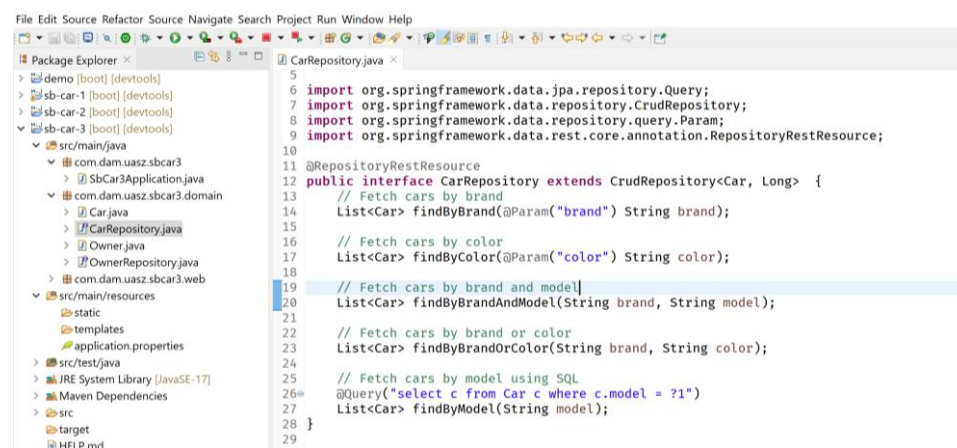 File Edit Source Refactor Source Navigate Search Project Run Window Help
Package Explorer
demo [boot] [devtools]
sb-car-1 [boot] [devtools]
sb-car-2 [boot] [devtools]
sb-car-3 [boot] [devtools]
src/main/java
com.dam.uasz.sbcar3
SbCar3Application.java
com.dam.uasz.sbcar3.domain
Car.java
CarRepository.java
Owner.java
OwnerRepository.java
com.dam.uasz.sbcar3.web
src/main/resources
static
templates
application.properties
src/test/java
JRE System Library [JavaSE-17]
Maven Dependencies
src
target
HELP.md
CarRepository.java
5
6 import org.springframework.data.jpa.repository.Query;
7 import org.springframework.data.repository.CrudRepository;
8 import org.springframework.data.repository.query.Param;
9 import org.springframework.data.rest.core.annotation.RepositoryRestResource;
10
11 @RepositoryRestResource
12 public interface CarRepository extends CrudRepository<Car, Long> {
13 // Fetch cars by brand
14 List<Car> findByBrand(@Param("brand") String brand);
15
16 // Fetch cars by color
17 List<Car> findByColor(@Param("color") String color);
18
19 // Fetch cars by brand and model
20 List<Car> findByBrandAndModel(String brand, String model);
21
22 // Fetch cars by brand or color
23 List<Car> findByBrandOrColor(String brand, String color);
24
25 // Fetch cars by model using SQL
26 @Query("select c from Car c where c.model = ?1")
27 List<Car> findByModel(String model);
28 }
29